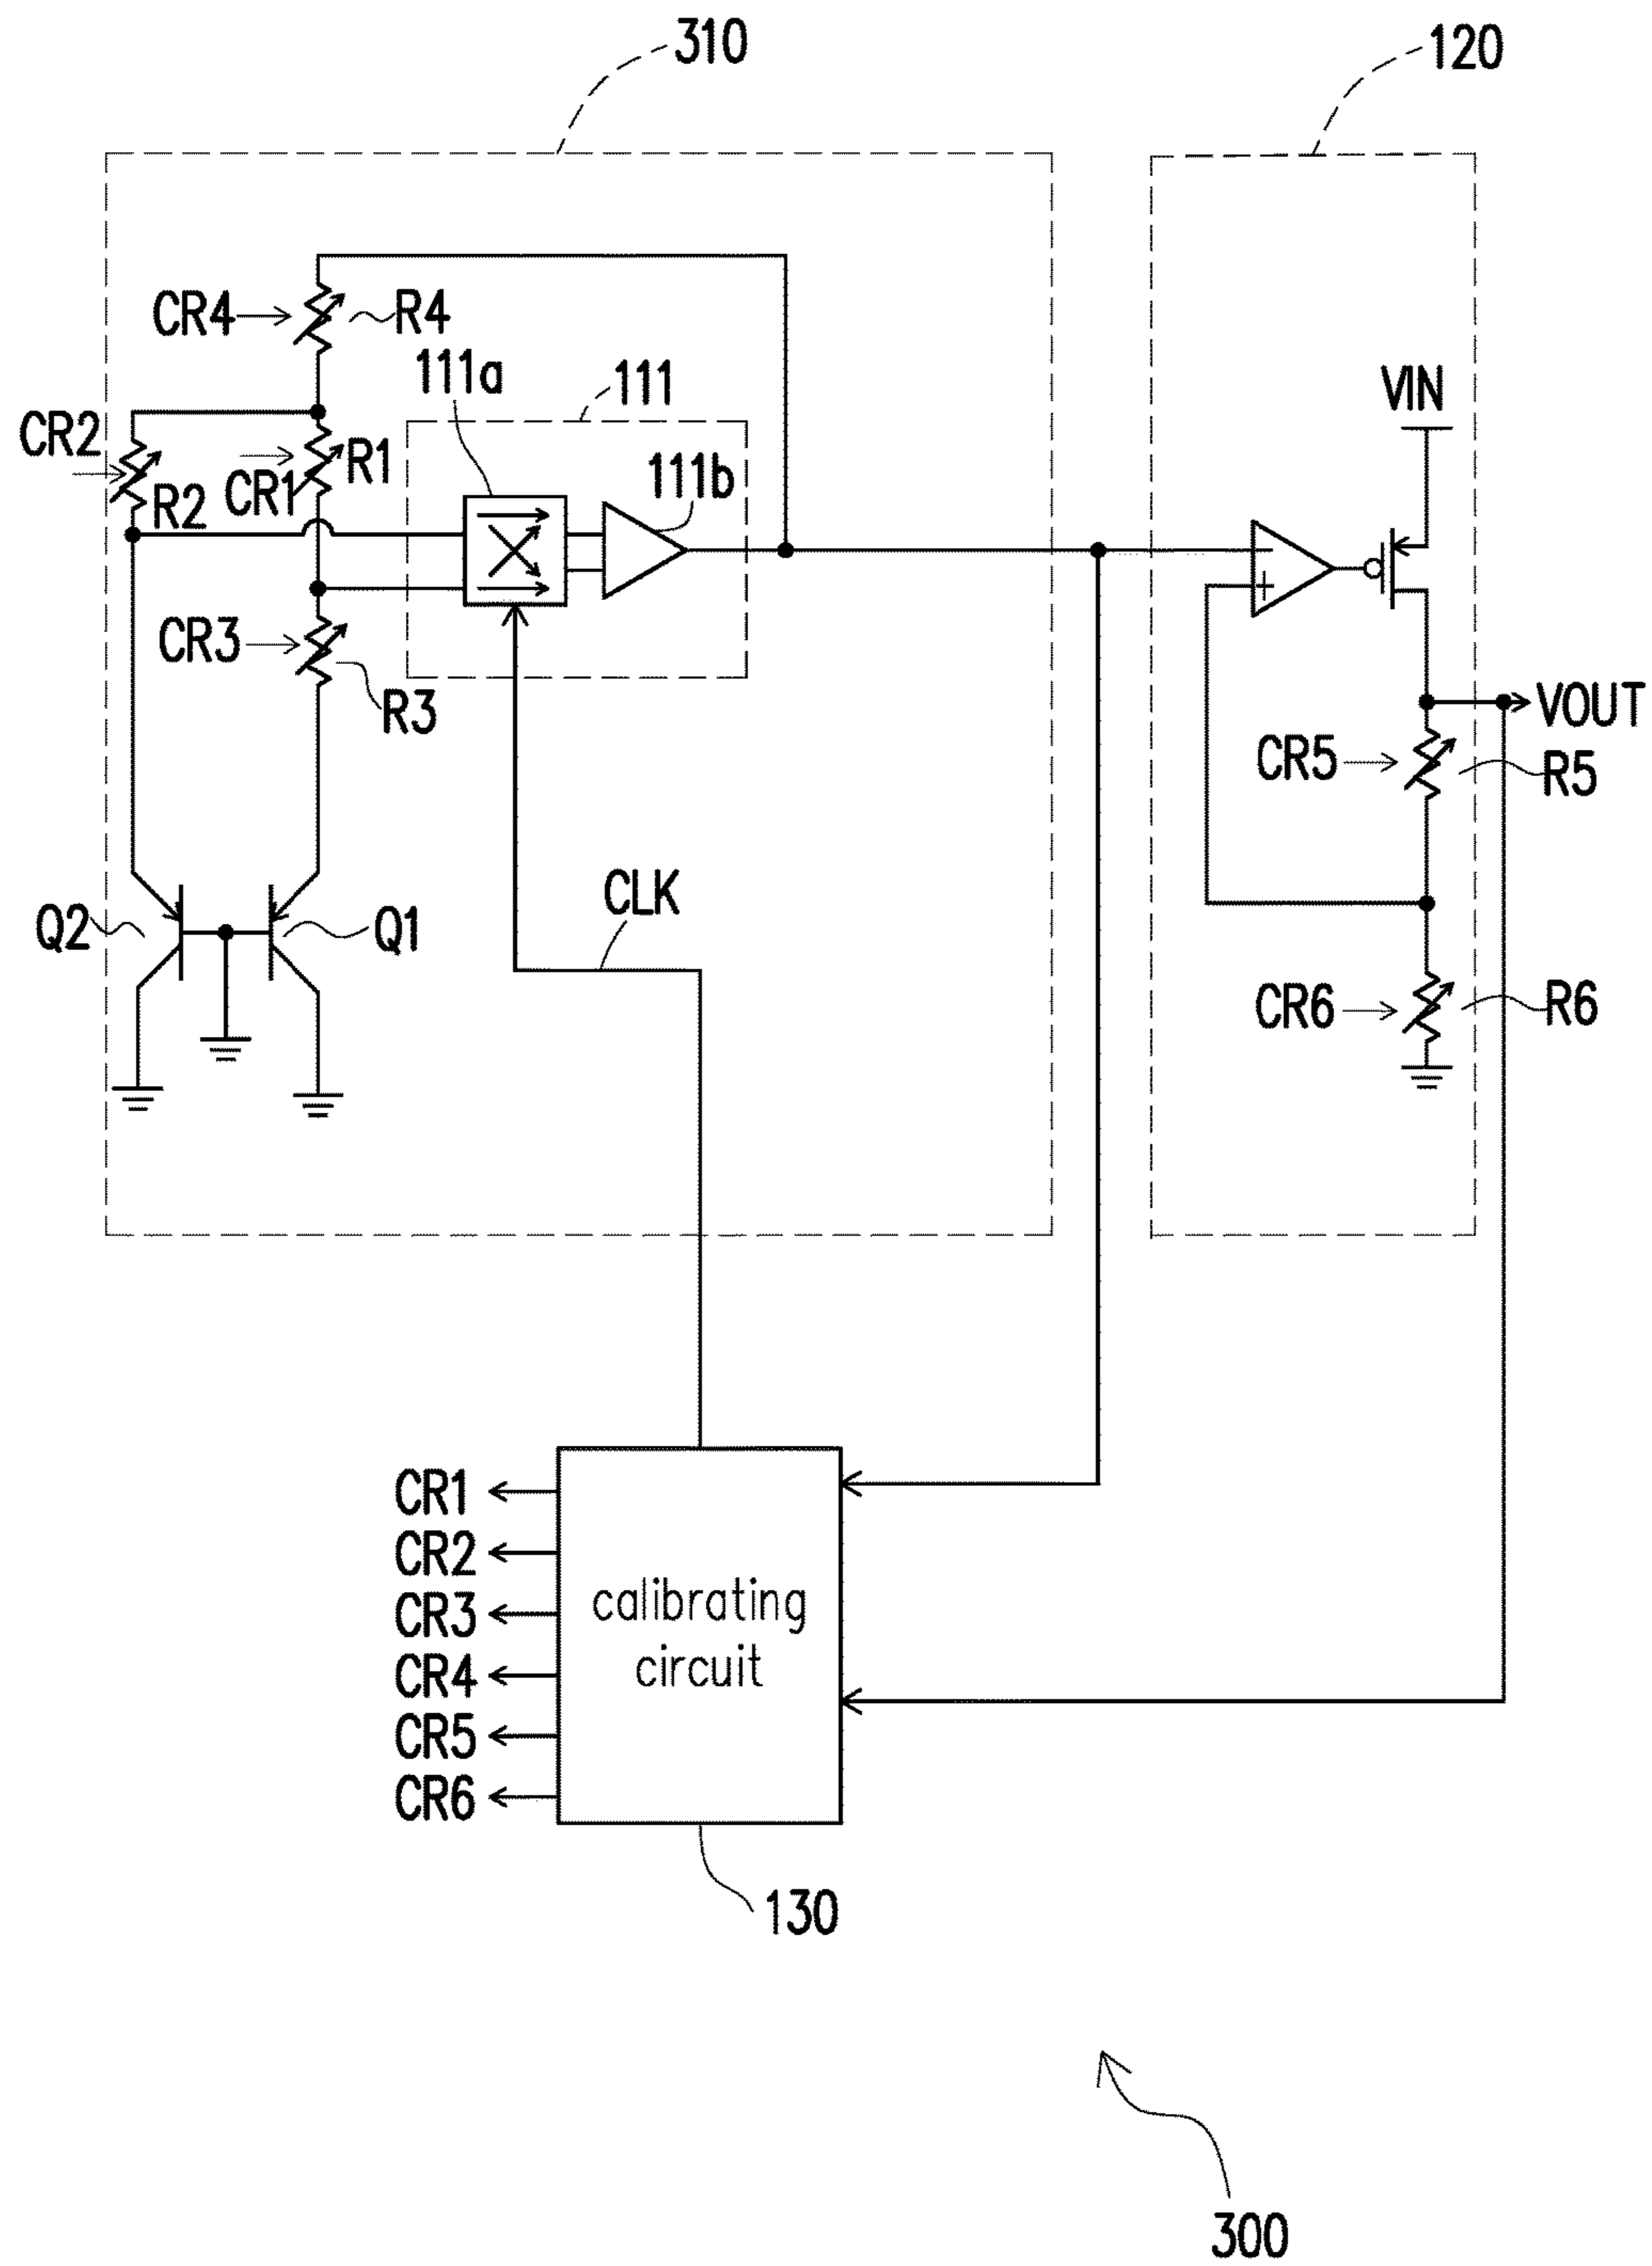 310
120
CR4
R4
111a
111
VIN
CR2
R1
CR1
R2
111b
CR3
R3
VOUT
CR5
R5
CLK
Q2
Q1
CR6
R6
CR1
CR2
CR3
CR4
CR5
CR6
calibrating
circuit
130
300